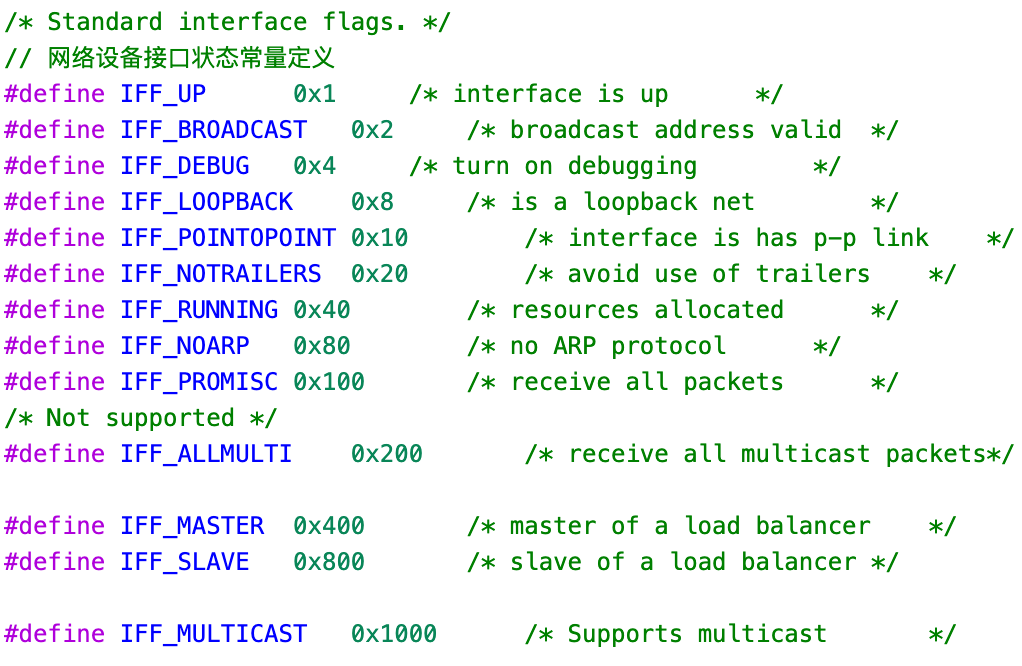 /* Standard interface flags. */
// 网络设备接口状态常量定义
#define IFF_UP      0x1     /* interface is up      */
#define IFF_BROADCAST   0x2     /* broadcast address valid  */
#define IFF_DEBUG   0x4     /* turn on debugging        */
#define IFF_LOOPBACK    0x8     /* is a loopback net        */
#define IFF_POINTOPOINT 0x10        /* interface is has p-p link    */
#define IFF_NOTRAILERS  0x20        /* avoid use of trailers    */
#define IFF_RUNNING 0x40        /* resources allocated      */
#define IFF_NOARP   0x80        /* no ARP protocol      */
#define IFF_PROMISC 0x100       /* receive all packets      */
/* Not supported */
#define IFF_ALLMULTI    0x200       /* receive all multicast packets*/
#define IFF_MASTER  0x400       /* master of a load balancer    */
#define IFF_SLAVE   0x800       /* slave of a load balancer */
#define IFF_MULTICAST   0x1000      /* Supports multicast       */